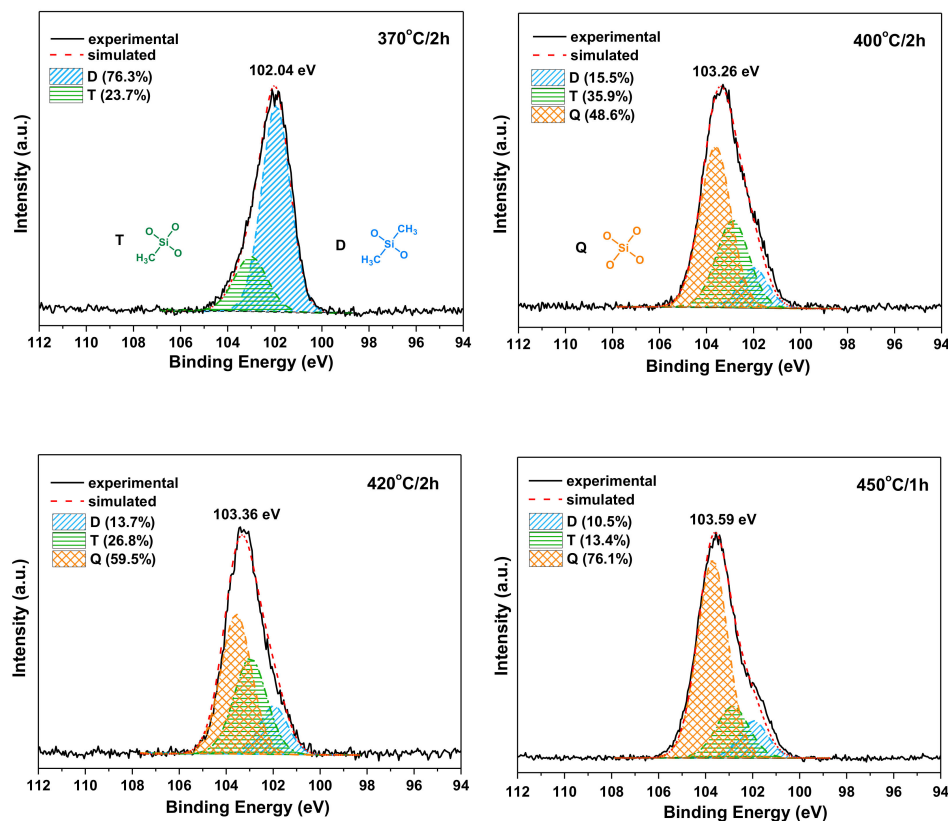 experimental
simulated
D (76.3%)
T (23.7%)
370°C/2h
102.04 eV
T
Si
O
O
O
H₃C
D
Si
CH₃
O
O
H₃C
Intensity (a.u.)
112 110 108 106 104 102 100 98 96 94
Binding Energy (eV)
experimental
simulated
D (15.5%)
T (35.9%)
Q (48.6%)
400°C/2h
103.26 eV
Q
Si
O
O
O
O
Intensity (a.u.)
112 110 108 106 104 102 100 98 96 94
Binding Energy (eV)
experimental
simulated
D (13.7%)
T (26.8%)
Q (59.5%)
420°C/2h
103.36 eV
Intensity (a.u.)
112 110 108 106 104 102 100 98 96 94
Binding Energy (eV)
experimental
simulated
D (10.5%)
T (13.4%)
Q (76.1%)
450°C/1h
103.59 eV
Intensity (a.u.)
112 110 108 106 104 102 100 98 96 94
Binding Energy (eV)